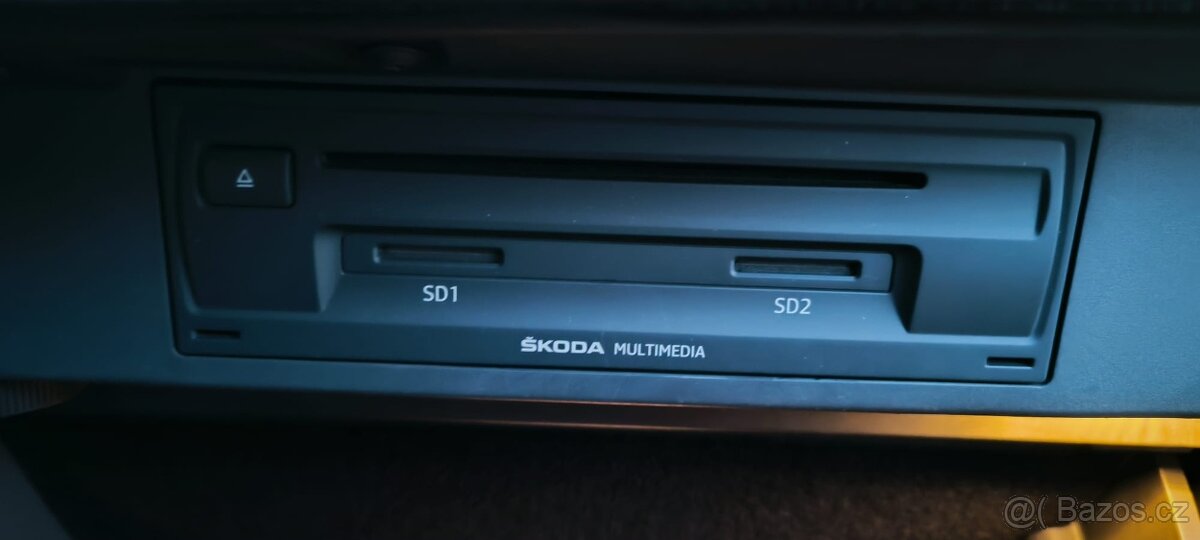 SD1
SD2
ŠKODA MULTIMEDIA
@( Bazos.cz